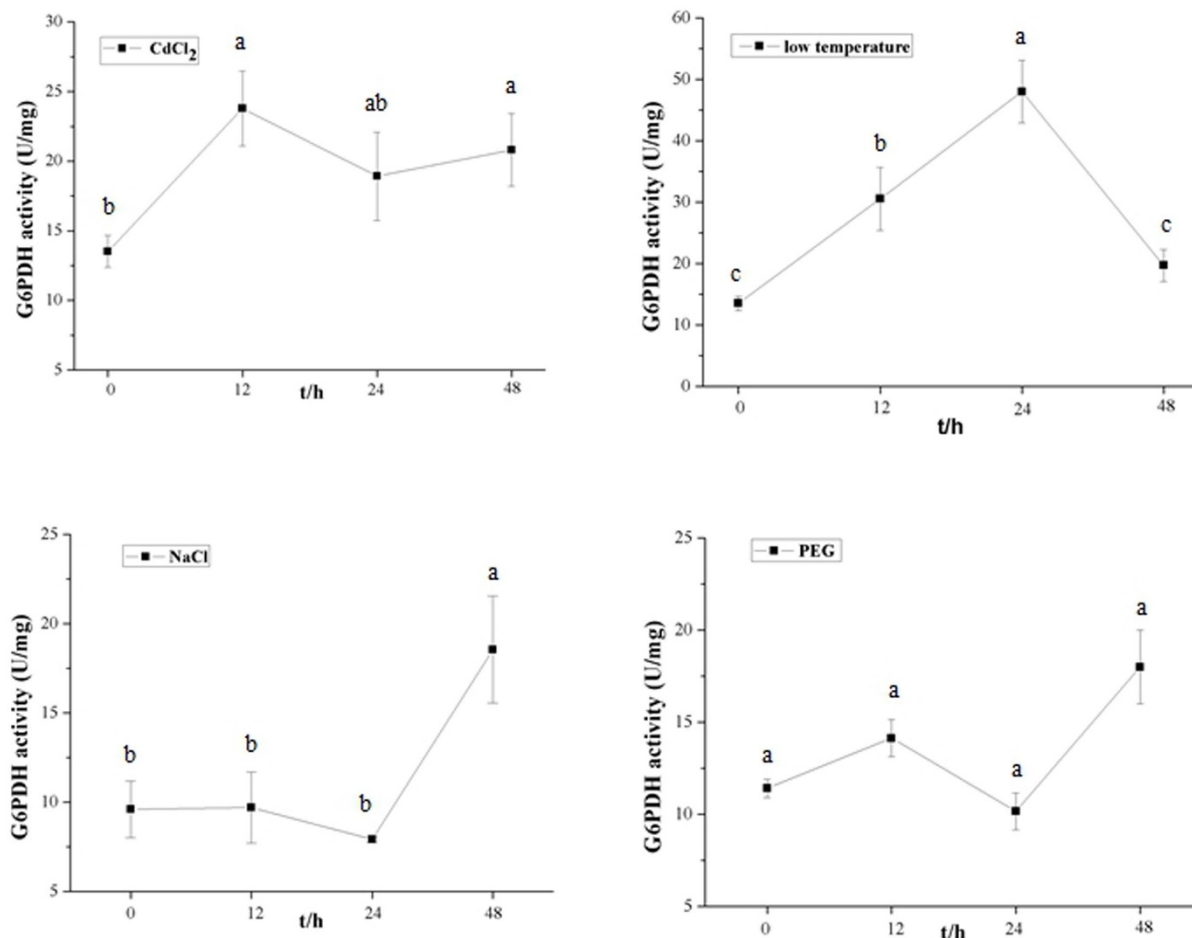 30
25
20
15
10
5
G6PDH activity (U/mg)
CdCl2
b
a
ab
a
0 12 24 48
t/h
60
50
40
30
20
10
0
G6PDH activity (U/mg)
low temperature
c
b
a
c
0 12 24 48
t/h
25
20
15
10
5
G6PDH activity (U/mg)
NaCl
b
b
b
a
0 12 24 48
t/h
25
20
15
10
5
G6PDH activity (U/mg)
PEG
a
a
a
a
0 12 24 48
t/h